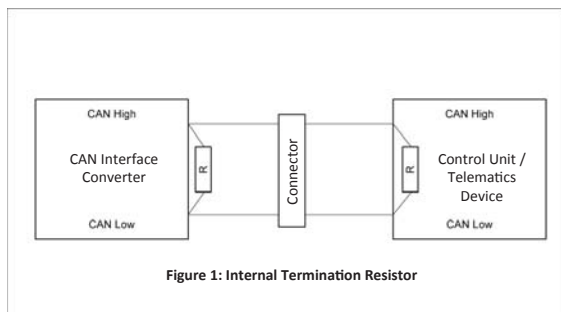 CAN High
CAN Interface
Converter
CAN Low
R
Connector
R
CAN High
Control Unit /
Telematics
Device
CAN Low
Figure 1: Internal Termination Resistor